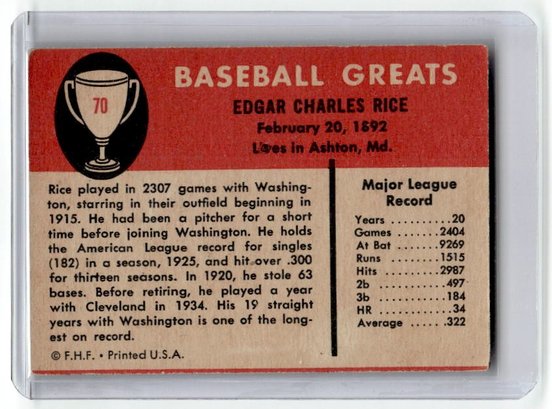 70
BASEBALL GREATS
EDGAR CHARLES RICE
February 20, 1892
Lives in Ashton, Md.
Rice played in 2307 games with Washing-
ton, starring in their outfield beginning in
1915. He had been a pitcher for a short
time before joining Washington. He holds
the American League record for singles
(182) in a season, 1925, and hit over .300
for thirteen seasons. In 1920, he stole 63
bases. Before retiring, he played a year
with Cleveland in 1934. His 19 straight
years with Washington is one of the long-
est on record.
© F.H.F. • Printed U.S.A.
Major League
Record
Years ..........20
Games ........2404
At Bat ........9269
Runs .........1515
Hits ..........2987
2b ............497
3b ............184
HR ............34
Average .......322